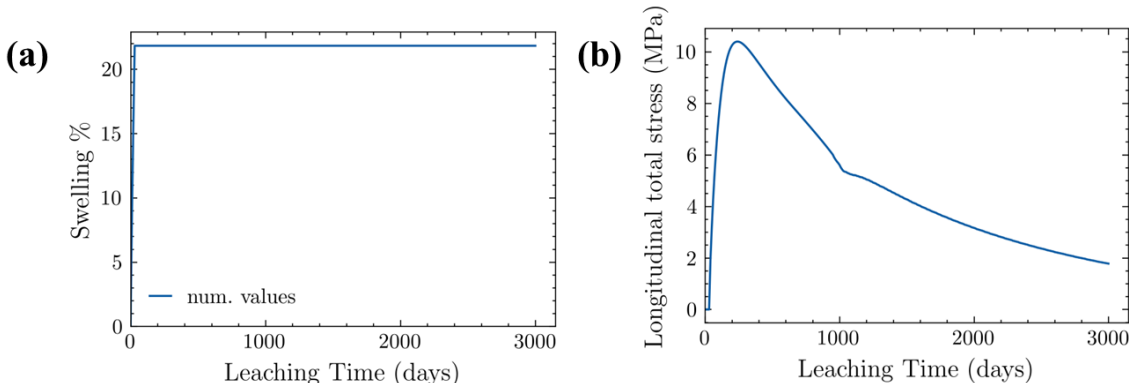 (a)
Swelling %
20
15
10
5
0
num. values
0 1000 2000 3000
Leaching Time (days)
(b)
Longitudinal total stress (MPa)
10
8
6
4
2
0
0 1000 2000 3000
Leaching Time (days)